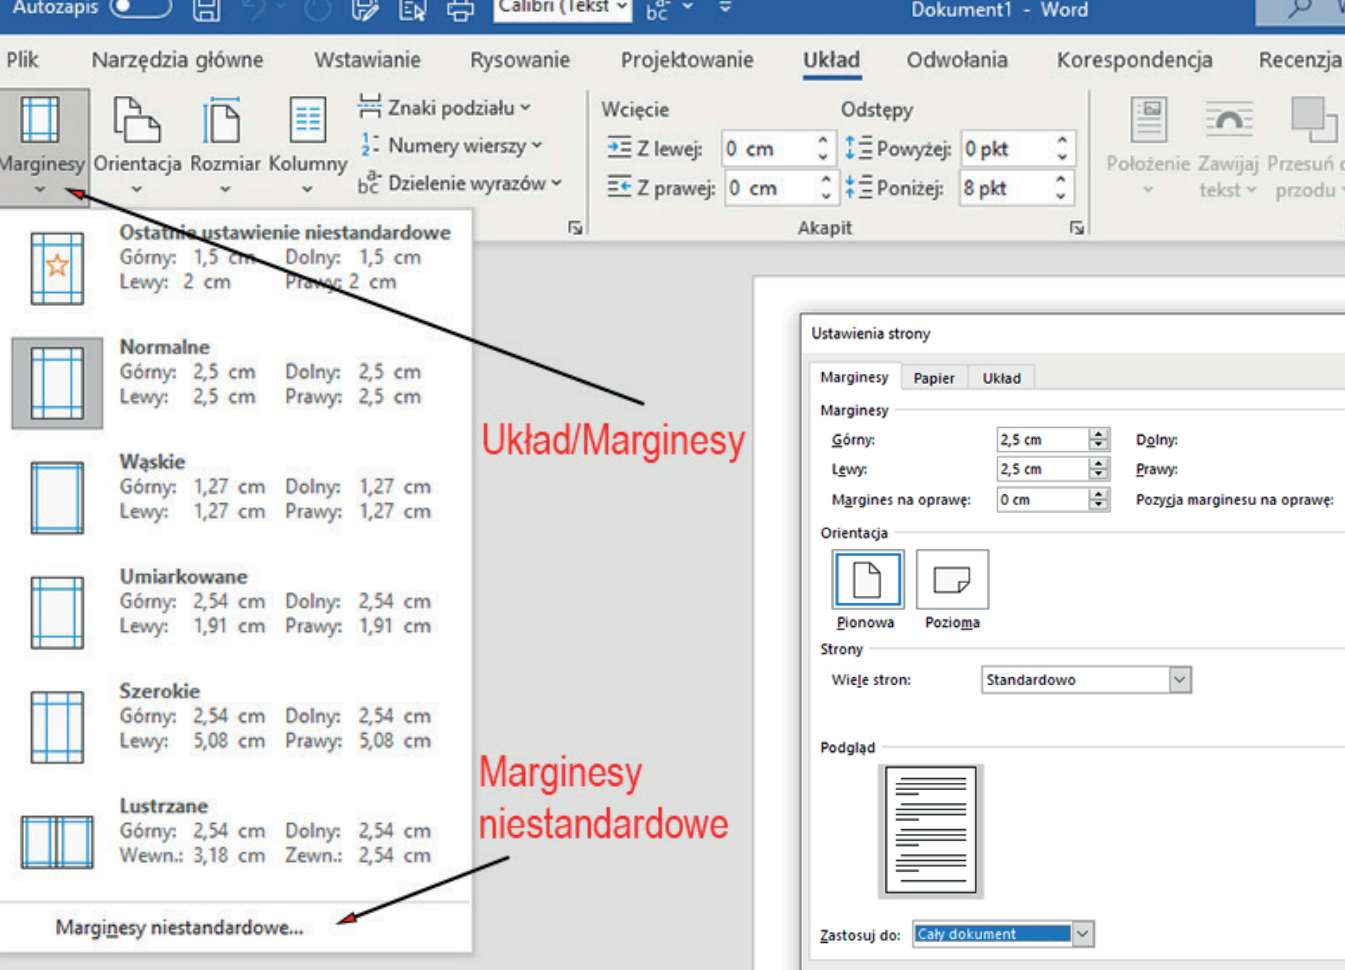 Autozapis
Calibri (Tekst
Dokument1 - Word
Plik Narzędzia główne Wstawianie Rysowanie Projektowanie Układ Odwołania Korespondencja Recenzja
Marginesy Orientacja Rozmiar Kolumny
Znaki podziału
Numery wierszy
Dzielenie wyrazów
Wcięcie Odstępy
Z lewej: 0 cm Powyżej: 0 pkt
Z prawej: 0 cm Poniżej: 8 pkt
Akapit
Położenie Zawijaj tekst Przesuń
przodu
Ostatnie ustawienie niestandardowe
Górny: 1,5 cm Dolny: 1,5 cm
Lewy: 2 cm Prawy: 2 cm
Normalne
Górny: 2,5 cm Dolny: 2,5 cm
Lewy: 2,5 cm Prawy: 2,5 cm
Wąskie
Górny: 1,27 cm Dolny: 1,27 cm
Lewy: 1,27 cm Prawy: 1,27 cm
Umiarkowane
Górny: 2,54 cm Dolny: 2,54 cm
Lewy: 1,91 cm Prawy: 1,91 cm
Szerokie
Górny: 2,54 cm Dolny: 2,54 cm
Lewy: 5,08 cm Prawy: 5,08 cm
Lustrzane
Górny: 2,54 cm Dolny: 2,54 cm
Wewn.: 3,18 cm Zewn.: 2,54 cm
Marginesy niestandardowe...
Układ/Marginesy
Marginesy
niestandardowe
Ustawienia strony
Marginesy Papier Układ
Marginesy
Górny: 2,5 cm Dolny:
Lewy: 2,5 cm Prawy:
Margines na oprawę: 0 cm Pozycja marginesu na oprawę:
Orientacja
Pionowa Pozioma
Strony
Wiele stron: Standardowo
Podgląd
Zastosuj do: Cały dokument